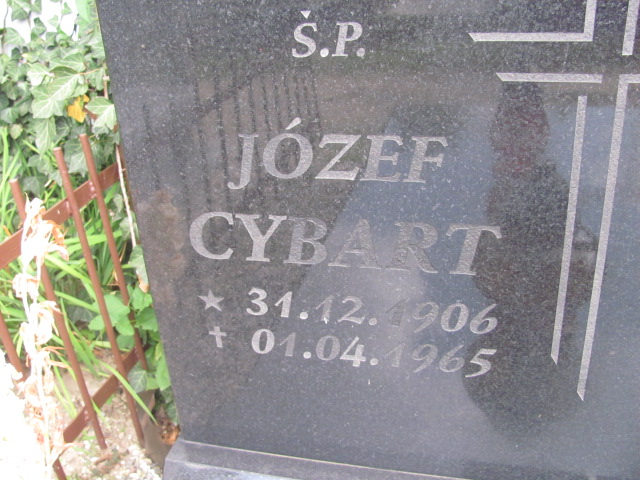 Ś.P.
JÓZEF
CYBART
★ 31.12.1906
✝ 01.04.1965